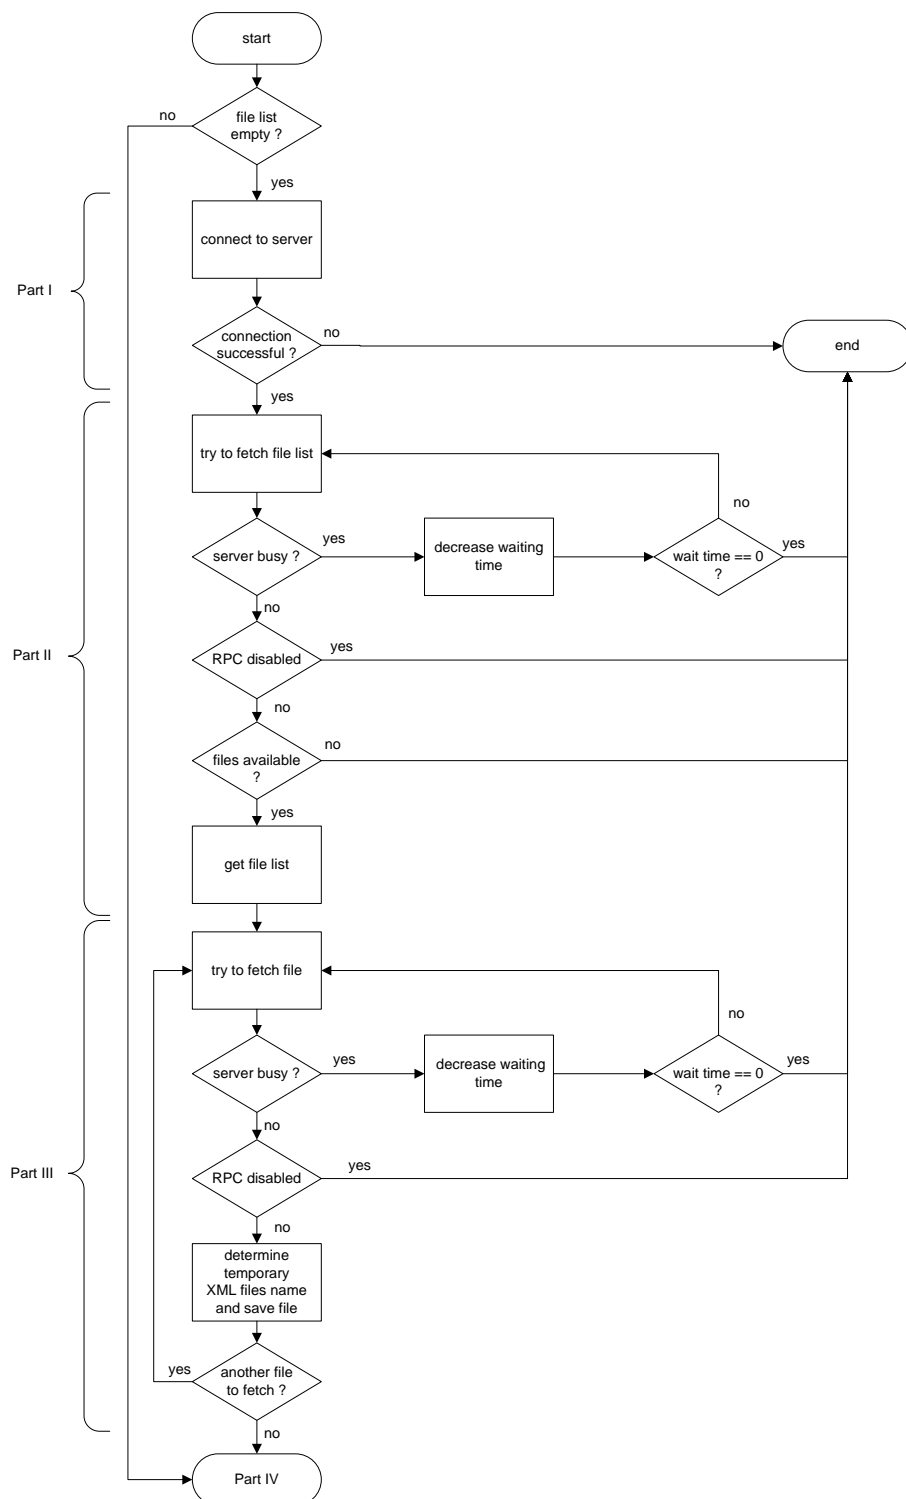 start
file list
empty ?
no
yes
connect to server
Part I
connection
successful ?
no
end
yes
try to fetch file list
no
server busy ?
yes
decrease waiting
time
wait time == 0
?
yes
no
Part II
RPC disabled
yes
no
files available
?
no
yes
get file list
try to fetch file
no
server busy ?
yes
decrease waiting
time
wait time == 0
?
yes
no
Part III
RPC disabled
yes
no
determine
temporary
XML files name
and save file
yes
another file
to fetch ?
no
Part IV